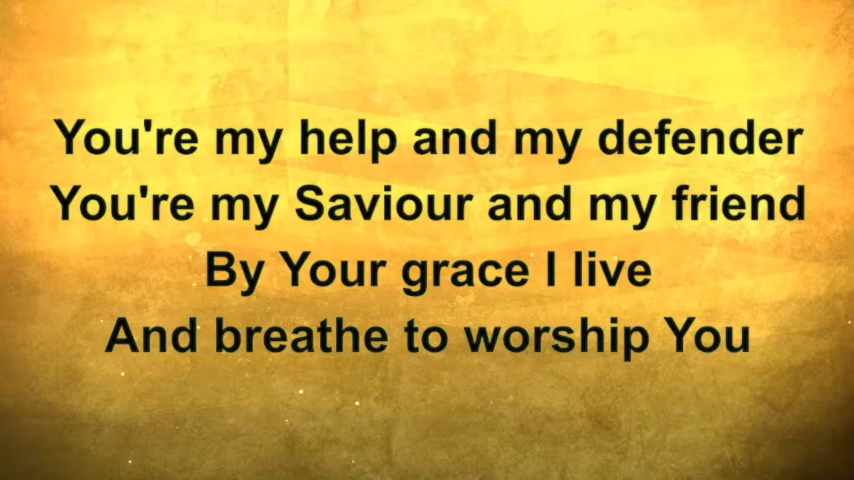 You're my help and my defender
You're my Saviour and my friend
By Your grace I live
And breathe to worship You